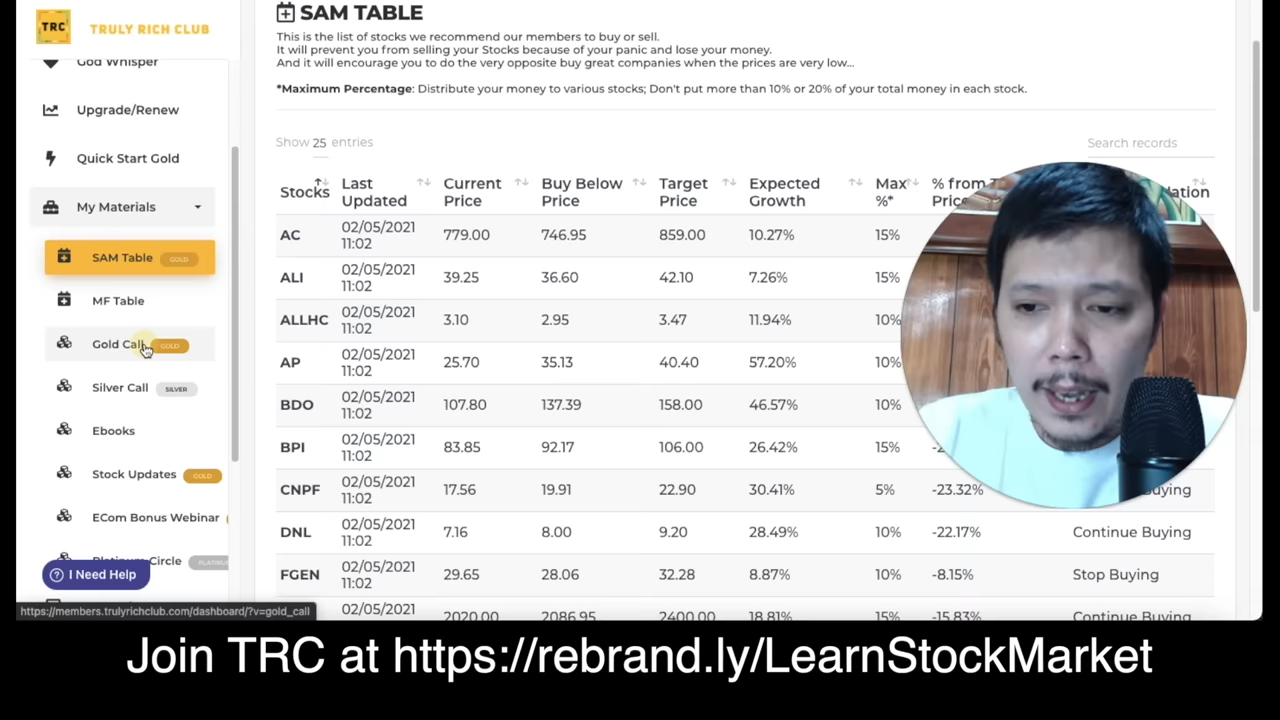 TRC TRULY RICH CLUB
God Whisper
Upgrade/Renew
Quick Start Gold
My Materials
SAM Table GOLD
MF Table
Gold Call GOLD
Silver Call SILVER
Ebooks
Stock Updates GOLD
ECom Bonus Webinar
Platinum Circle
I Need Help
https://members.trulyrichclub.com/dashboard/?v=gold_call
SAM TABLE
This is the list of stocks we recommend our members to buy or sell.
It will prevent you from selling your Stocks because of your panic and lose your money.
And it will encourage you to do the very opposite buy great companies when the prices are very low...
*Maximum Percentage: Distribute your money to various stocks; Don't put more than 10% or 20% of your total money in each stock.
Show 25 entries
Search records
Stocks Last Updated Current Price Buy Below Price Target Price Expected Growth Max %* % from
AC 02/05/2021 11:02 779.00 746.95 859.00 10.27% 15%
ALI 02/05/2021 11:02 39.25 36.60 42.10 7.26% 15%
ALLHC 02/05/2021 11:02 3.10 2.95 3.47 11.94% 10%
AP 02/05/2021 11:02 25.70 35.13 40.40 57.20% 10%
BDO 02/05/2021 11:02 107.80 137.39 158.00 46.57% 10%
BPI 02/05/2021 11:02 83.85 92.17 106.00 26.42% 15%
CNPF 02/05/2021 11:02 17.56 19.91 22.90 30.41% 5% -23.32%
DNL 02/05/2021 11:02 7.16 8.00 9.20 28.49% 10% -22.17% Continue Buying
FGEN 02/05/2021 11:02 29.65 28.06 32.28 8.87% 10% -8.15% Stop Buying
02/05/2021 2020.00 2086.95 2400.00 18.81% 15% -15.83% Continue Buying
Join TRC at https://rebrand.ly/LearnStockMarket